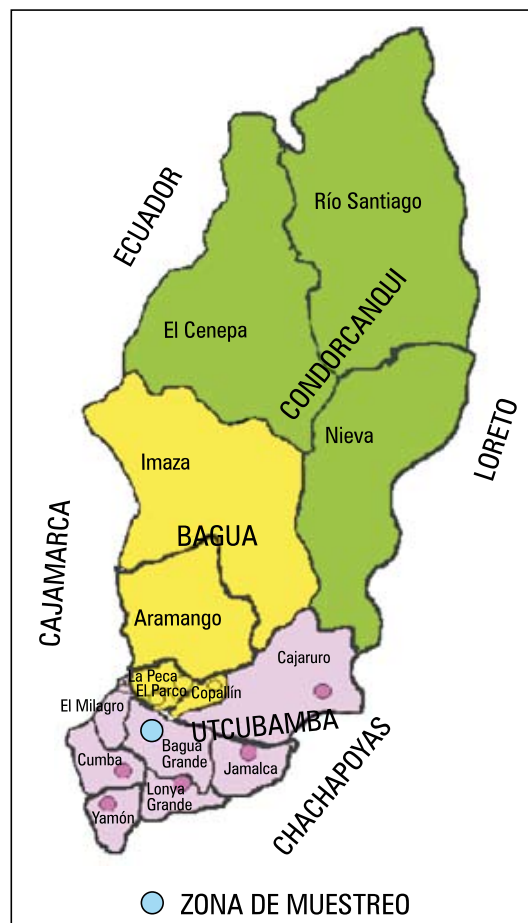 ECUADOR
Río Santiago
El Cenepa
CONDORCANQUI
Nieva
LORETO
Imaza
BAGUA
CAJAMARCA
Aramango
Cajaruro
La Peca
El Parco
Copallín
El Milagro
UTCUBAMBA
Bagua
Grande
Cumba
Jamalca
Lonya
Grande
Yamón
CHACHAPOYAS
ZONA DE MUESTREO